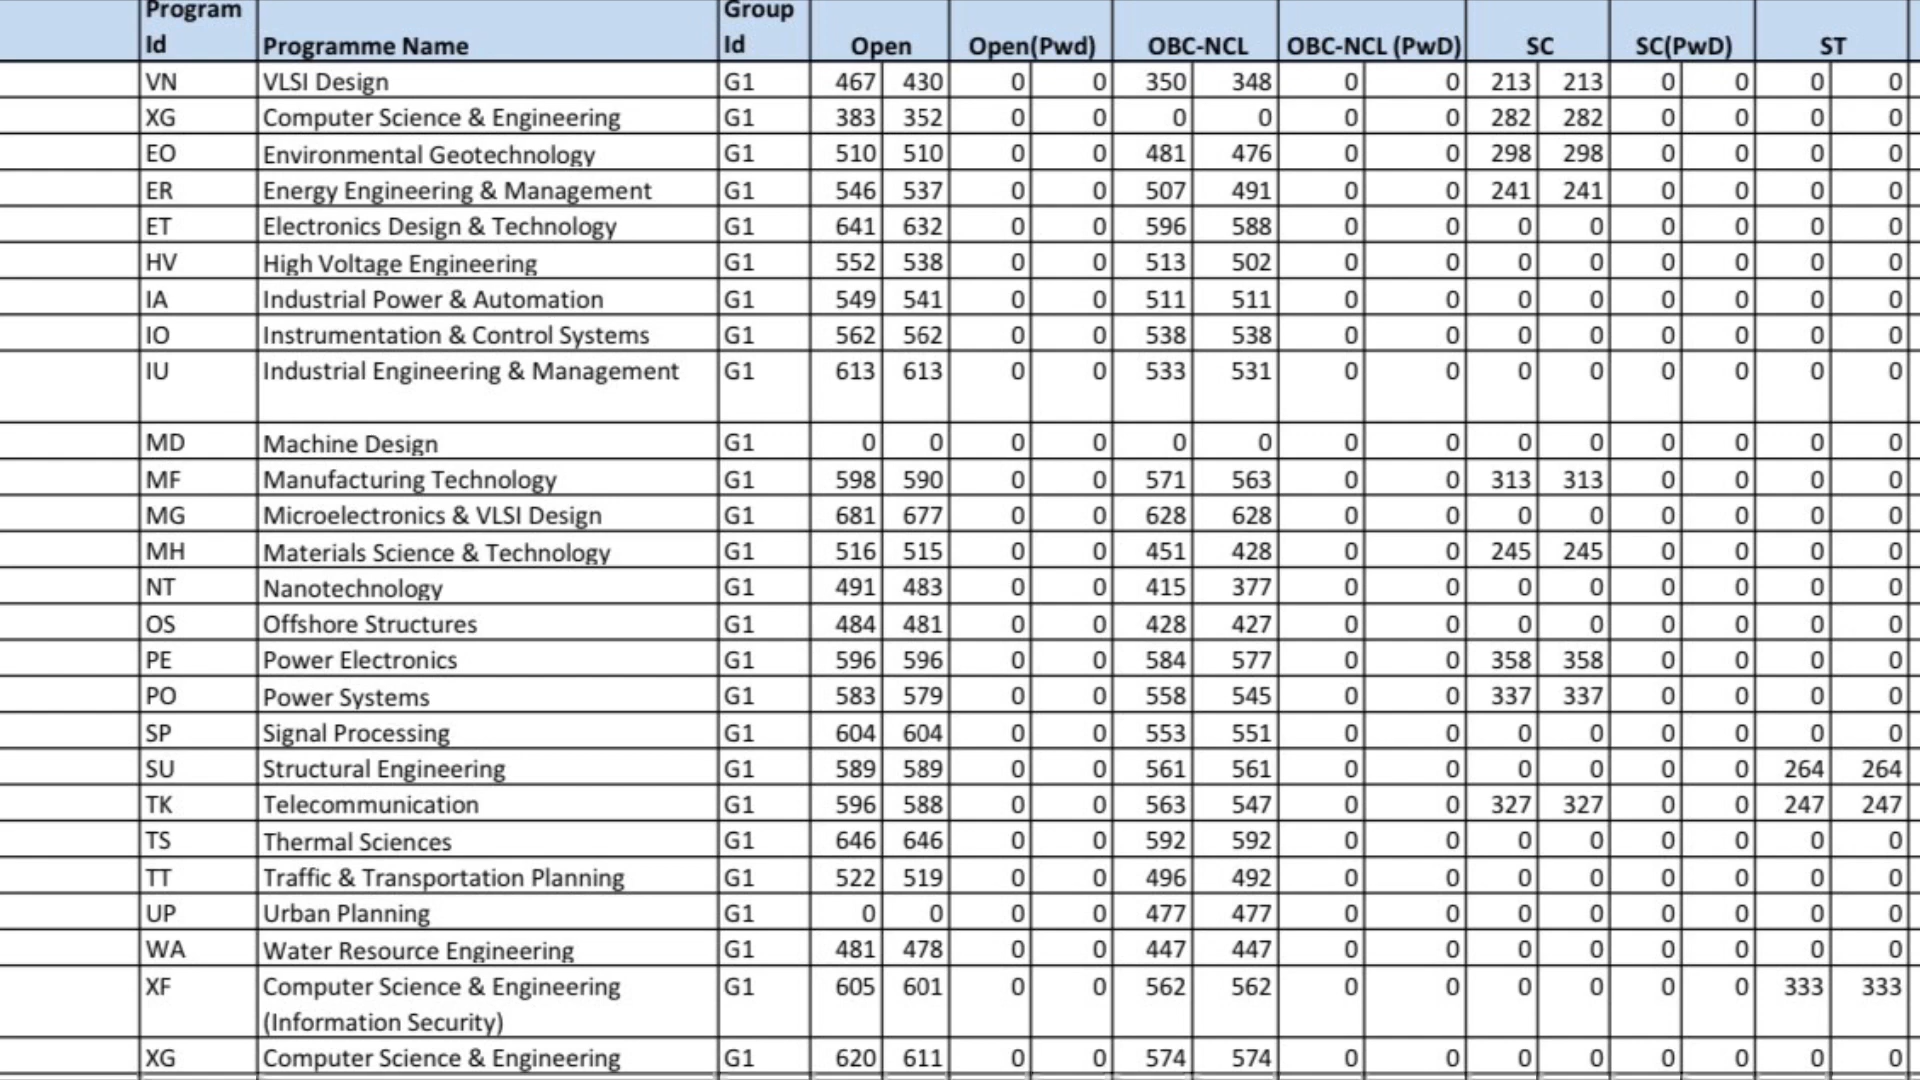 Program Id Programme Name Group Id Open Open(Pwd) OBC-NCL OBC-NCL (PwD) SC SC(PwD) ST
VN VLSI Design G1 467 430 0 0 350 348 0 0 213 213 0 0 0 0
XG Computer Science & Engineering G1 383 352 0 0 0 0 0 0 282 282 0 0 0 0
EO Environmental Geotechnology G1 510 510 0 0 481 476 0 0 298 298 0 0 0 0
ER Energy Engineering & Management G1 546 537 0 0 507 491 0 0 241 241 0 0 0 0
ET Electronics Design & Technology G1 641 632 0 0 596 588 0 0 0 0 0 0 0 0
HV High Voltage Engineering G1 552 538 0 0 513 502 0 0 0 0 0 0 0 0
IA Industrial Power & Automation G1 549 541 0 0 511 511 0 0 0 0 0 0 0 0
IO Instrumentation & Control Systems G1 562 562 0 0 538 538 0 0 0 0 0 0 0 0
IU Industrial Engineering & Management G1 613 613 0 0 533 531 0 0 0 0 0 0 0 0
MD Machine Design G1 0 0 0 0 0 0 0 0 0 0 0 0 0 0
MF Manufacturing Technology G1 598 590 0 0 571 563 0 0 313 313 0 0 0 0
MG Microelectronics & VLSI Design G1 681 677 0 0 628 628 0 0 0 0 0 0 0 0
MH Materials Science & Technology G1 516 515 0 0 451 428 0 0 245 245 0 0 0 0
NT Nanotechnology G1 491 483 0 0 415 377 0 0 0 0 0 0 0 0
OS Offshore Structures G1 484 481 0 0 428 427 0 0 0 0 0 0 0 0
PE Power Electronics G1 596 596 0 0 584 577 0 0 358 358 0 0 0 0
PO Power Systems G1 583 579 0 0 558 545 0 0 337 337 0 0 0 0
SP Signal Processing G1 604 604 0 0 553 551 0 0 0 0 0 0 0 0
SU Structural Engineering G1 589 589 0 0 561 561 0 0 0 0 0 0 264 264
TK Telecommunication G1 596 588 0 0 563 547 0 0 327 327 0 0 247 247
TS Thermal Sciences G1 646 646 0 0 592 592 0 0 0 0 0 0 0 0
TT Traffic & Transportation Planning G1 522 519 0 0 496 492 0 0 0 0 0 0 0 0
UP Urban Planning G1 0 0 0 0 477 477 0 0 0 0 0 0 0 0
WA Water Resource Engineering G1 481 478 0 0 447 447 0 0 0 0 0 0 0 0
XF Computer Science & Engineering G1 605 601 0 0 562 562 0 0 0 0 0 0 333 333
(Information Security)
XG Computer Science & Engineering G1 620 611 0 0 574 574 0 0 0 0 0 0 0 0